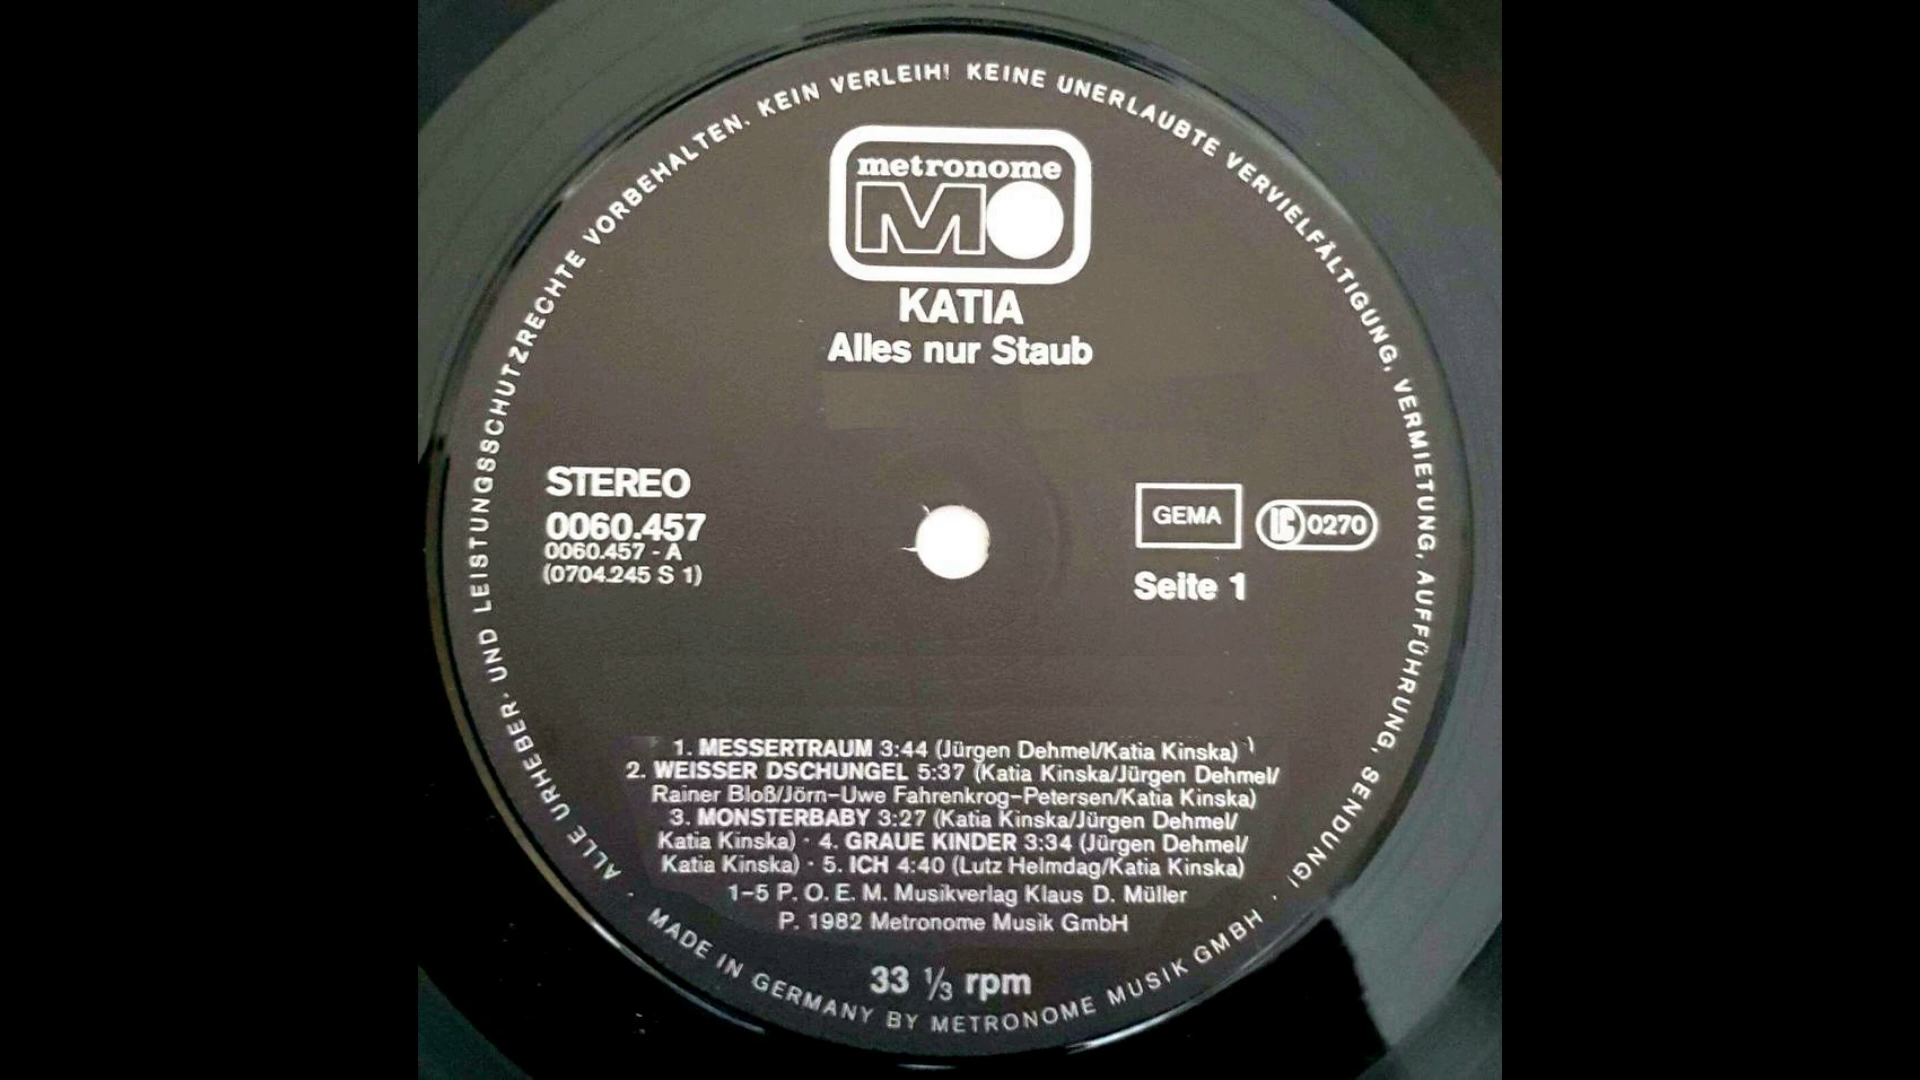 ALLE URHEBER- UND LEISTUNGSSCHUTZRECHTE VORBEHALTEN. KEIN VERLEIH! KEINE UNERLAUBTE VERVIELFÄLTIGUNG, VERMIETUNG, AUFFÜHRUNG, SENDUNG!
metronome
MO
KATIA
Alles nur Staub
STEREO
0060.457
0060.457 - A
(0704.245 S 1)
GEMA
LC 0270
Seite 1
1. MESSERTRAUM 3:44 (Jürgen Dehmel/Katia Kinska)
2. WEISSER DSCHUNGEL 5:37 (Katia Kinska/Jürgen Dehmel/
Rainer Bloß/Jörn-Uwe Fahrenkrog-Petersen/Katia Kinska)
3. MONSTERBABY 3:27 (Katia Kinska/Jürgen Dehmel/
Katia Kinska) · 4. GRAUE KINDER 3:34 (Jürgen Dehmel/
Katia Kinska) · 5. ICH 4:40 (Lutz Helmdag/Katia Kinska)
1-5 P. O. E. M. Musikverlag Klaus D. Müller
P. 1982 Metronome Musik GmbH
33 ⅓ rpm
· MADE IN GERMANY BY METRONOME MUSIK GMBH ·